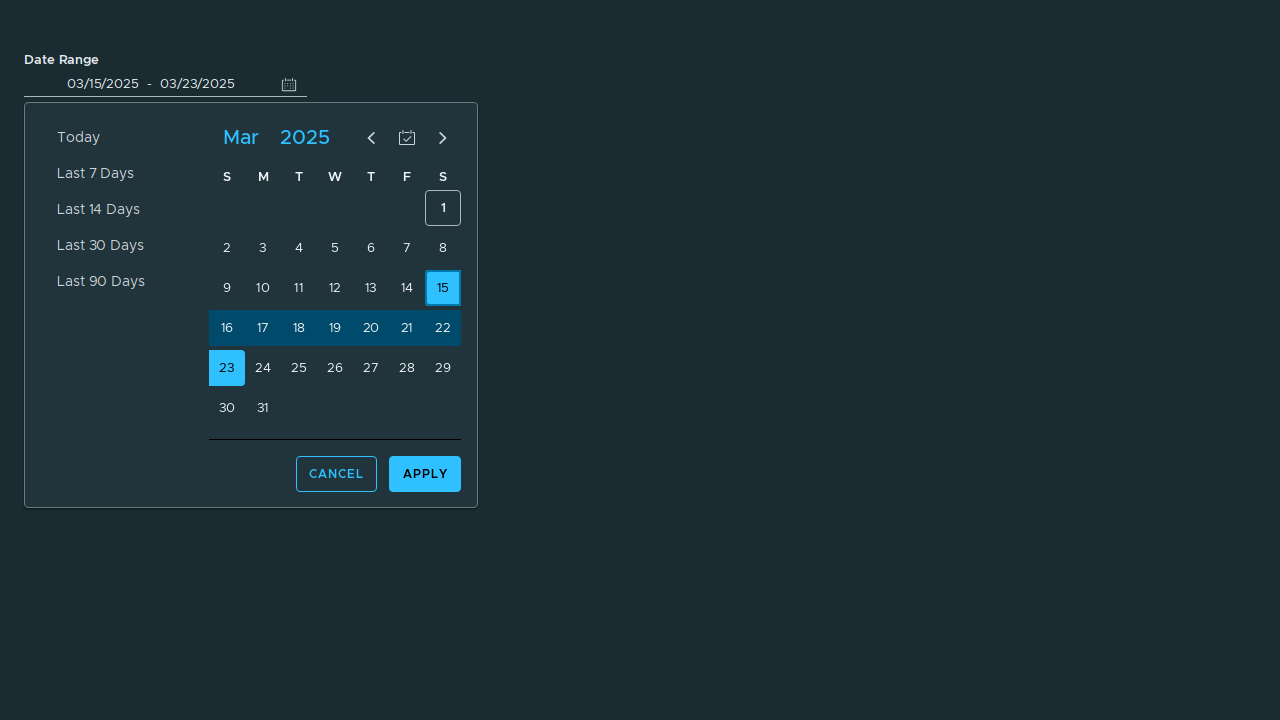 Date Range
03/15/2025 - 03/23/2025
Today
Last 7 Days
Last 14 Days
Last 30 Days
Last 90 Days
Mar 2025
S M T W T F S
1
2 3 4 5 6 7 8
9 10 11 12 13 14 15
16 17 18 19 20 21 22
23 24 25 26 27 28 29
30 31
CANCEL APPLY